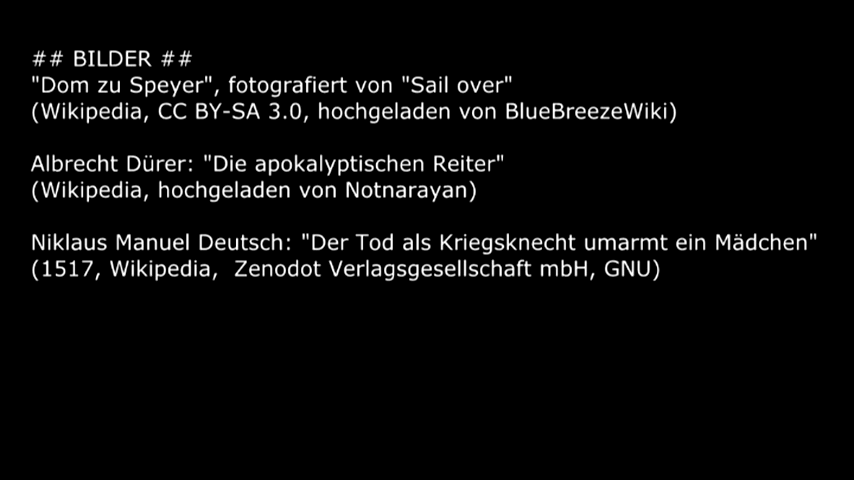 ## BILDER ##
"Dom zu Speyer", fotografiert von "Sail over"
(Wikipedia, CC BY-SA 3.0, hochgeladen von BlueBreezeWiki)
Albrecht Dürer: "Die apokalyptischen Reiter"
(Wikipedia, hochgeladen von Notnarayan)
Niklaus Manuel Deutsch: "Der Tod als Kriegsknecht umarmt ein Mädchen"
(1517, Wikipedia,  Zenodot Verlagsgesellschaft mbH, GNU)